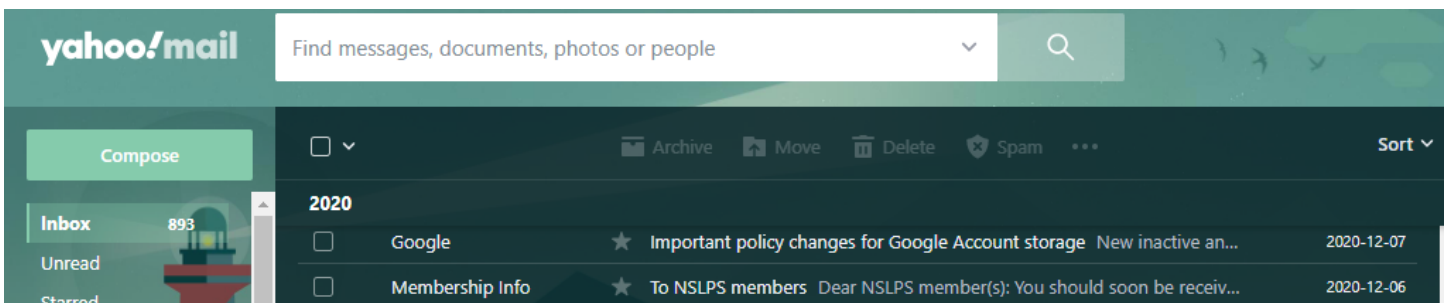 yahoo!mail
Find messages, documents, photos or people
Compose
Archive Move Delete Spam
Sort
2020
Inbox 893
Google Important policy changes for Google Account storage New inactive an... 2020-12-07
Unread
Membership Info To NSLPS members Dear NSLPS member(s): You should soon be receiv... 2020-12-06
Starred